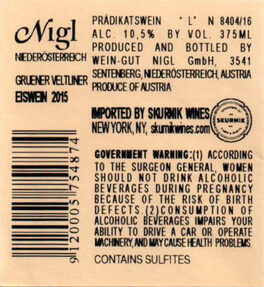 Nigl
NIEDERÖSTERREICH
GRUENER VELTLINER
EISWEIN 2015
PRÄDIKATSWEIN "L" N 8404/16
ALC. 10,5% BY VOL. 375ML
PRODUCED AND BOTTLED BY
WEIN-GUT NIGL GmbH, 3541
SENTENBERG, NIEDERÖSTERREICH, AUSTRIA
PRODUCE OF AUSTRIA
IMPORTED BY SKURNIK WINES
NEW YORK, NY, skurnikwines.com
SKURNIK
GOVERNMENT WARNING:(1) ACCORDING
TO THE SURGEON GENERAL, WOMEN
SHOULD NOT DRINK ALCOHOLIC
BEVERAGES DURING PREGNANCY
BECAUSE OF THE RISK OF BIRTH
DEFECTS.(2)CONSUMPTION OF
ALCOHOLIC BEVERAGES IMPAIRS YOUR
ABILITY TO DRIVE A CAR OR OPERATE
MACHINERY, AND MAY CAUSE HEALTH PROBLEMS.
CONTAINS SULFITES
9120005754874